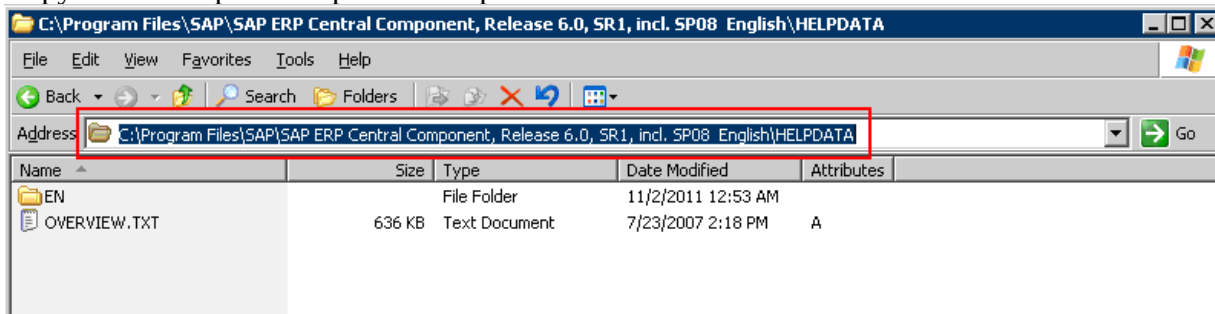 C:\Program Files\SAP\SAP ERP Central Component, Release 6.0, SR1, incl. SP08 English\HELPDATA
File Edit View Favorites Tools Help
Back Search Folders
Address C:\Program Files\SAP\SAP ERP Central Component, Release 6.0, SR1, incl. SP08 English\HELPDATA Go
Name Size Type Date Modified Attributes
EN File Folder 11/2/2011 12:53 AM
OVERVIEW.TXT 636 KB Text Document 7/23/2007 2:18 PM A